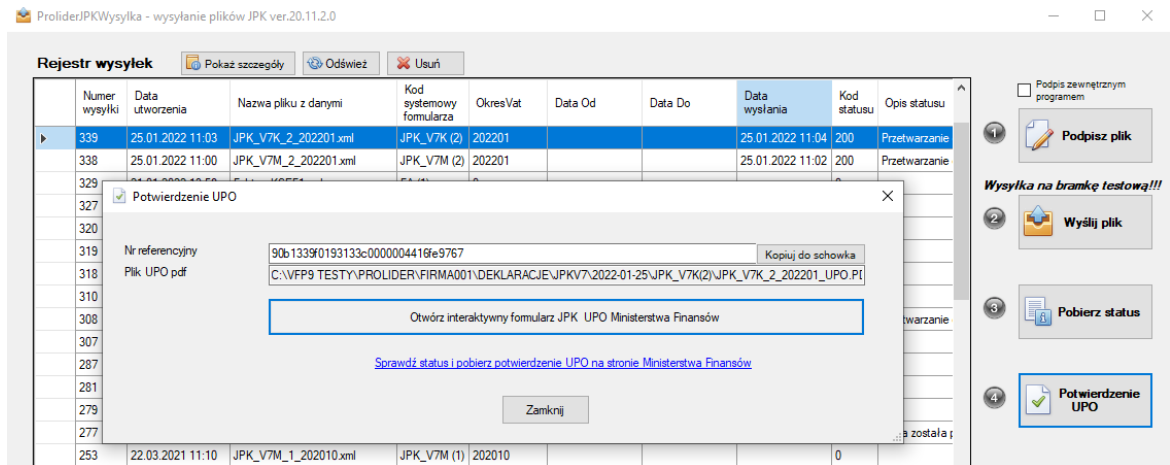 ProliderJPKWysylka - wysyłanie plików JPK ver.20.11.2.0
Rejestr wysyłek Pokaż szczegóły Odśwież Usuń
Numer wysyłki Data utworzenia Nazwa pliku z danymi Kod systemowy formularza OkresVat Data Od Data Do Data wysłania Kod statusu Opis statusu
339 25.01.2022 11:03 JPK_V7K_2_202201.xml JPK_V7K (2) 202201 25.01.2022 11:04 200 Przetwarzanie
338 25.01.2022 11:00 JPK_V7M_2_202201.xml JPK_V7M (2) 202201 25.01.2022 11:02 200 Przetwarzanie
329
327
320
319
318
310
308 twarzanie
307
287
281
279
277 a została
253 22.03.2021 11:10 JPK_V7M_1_202010.xml JPK_V7M (1) 202010 0
Potwierdzenie UPO
Nr referencyjny 90b1339f0193133c0000004416fe9767 Kopiuj do schowka
Plik UPO pdf C:\VFP9 TESTY\PROLIDER\FIRMA001\DEKLARACJE\JPKV7\2022-01-25\JPK_V7K(2)\JPK_V7K_2_202201_UPO.PD
Otwórz interaktywny formularz JPK UPO Ministerstwa Finansów
Sprawdź status i pobierz potwierdzenie UPO na stronie Ministerstwa Finansów
Zamknij
Podpis zewnętrznym
programem
1 Podpisz plik
Wysyłka na bramkę testową!!!
2 Wyślij plik
3 Pobierz status
4 Potwierdzenie
UPO